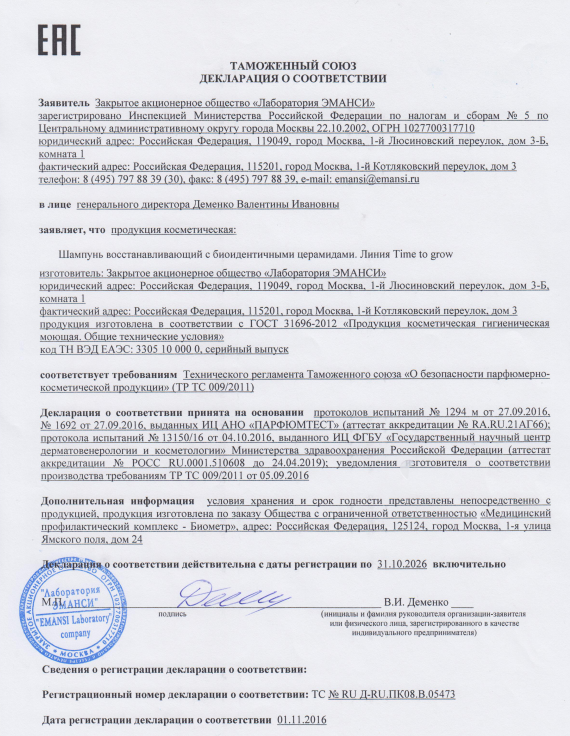 EAC
ТАМОЖЕННЫЙ СОЮЗ
ДЕКЛАРАЦИЯ О СООТВЕТСТВИИ
Заявитель Закрытое акционерное общество «Лаборатория ЭМАНСИ»
зарегистрировано Инспекцией Министерства Российской Федерации по налогам и сборам № 5 по
Центральному административному округу города Москвы 22.10.2002, ОГРН 1027700317710
юридический адрес: Российская Федерация, 119049, город Москва, 1-й Люсиновский переулок, дом 3-Б,
комната 1
фактический адрес: Российская Федерация, 115201, город Москва, 1-й Котляковский переулок, дом 3
телефон: 8 (495) 797 88 39 (30), факс: 8 (495) 797 88 39, e-mail: emansi@emansi.ru
в лице генерального директора Деменко Валентины Ивановны
заявляет, что продукция косметическая:
Шампунь восстанавливающий с биоидентичными церамидами. Линия Time to grow
изготовитель: Закрытое акционерное общество «Лаборатория ЭМАНСИ»
юридический адрес: Российская Федерация, 119049, город Москва, 1-й Люсиновский переулок, дом 3-Б,
комната 1
фактический адрес: Российская Федерация, 115201, город Москва, 1-й Котляковский переулок, дом 3
продукция изготовлена в соответствии с ГОСТ 31696-2012 «Продукция косметическая гигиеническая
моющая. Общие технические условия»
код ТН ВЭД ЕАЭС: 3305 10 000 0, серийный выпуск
соответствует требованиям Технического регламента Таможенного союза «О безопасности парфюмерно-
косметической продукции» (ТР ТС 009/2011)
Декларации о соответствии принята на основании протоколов испытаний № 1294 м от 27.09.2016,
№ 1692 от 27.09.2016, выданных ИЦ АНО «ПАРФЮМТЕСТ» (аттестат аккредитации № RA.RU.21АГ66);
протокола испытаний № 13150/16 от 04.10.2016, выданного ИЦ ФГБУ «Государственный научный центр
дерматовенерологии и косметологии» Министерства здравоохранения Российской Федерации (аттестат
аккредитации № РОСС RU.0001.510608 до 24.04.2019); уведомления изготовителя о соответствии
производства требованиям ТР ТС 009/2011 от 05.09.2016
Дополнительная информация условия хранения и срок годности представлены непосредственно с
продукцией, продукция изготовлена по заказу Общества с ограниченной ответственностью «Медицинский
профилактический комплекс - Биометр», адрес: Российская Федерация, 125124, город Москва, 1-я улица
Ямского поля, дом 24
Декларация о соответствии действительна с даты регистрации по 31.10.2026 включительно
"Лаборатория
ЭМАНСИ"
"EMANSI Laboratory"
company
МОСКВА
М.П.
В.И. Деменко
подпись
(инициалы и фамилия руководителя организации-заявителя
или физического лица, зарегистрированного в качестве
индивидуального предпринимателя)
Сведения о регистрации декларации о соответствии:
Регистрационный номер декларации о соответствии: ТС № RU Д-RU.ПК08.В.05473
Дата регистрации декларации о соответствии 01.11.2016